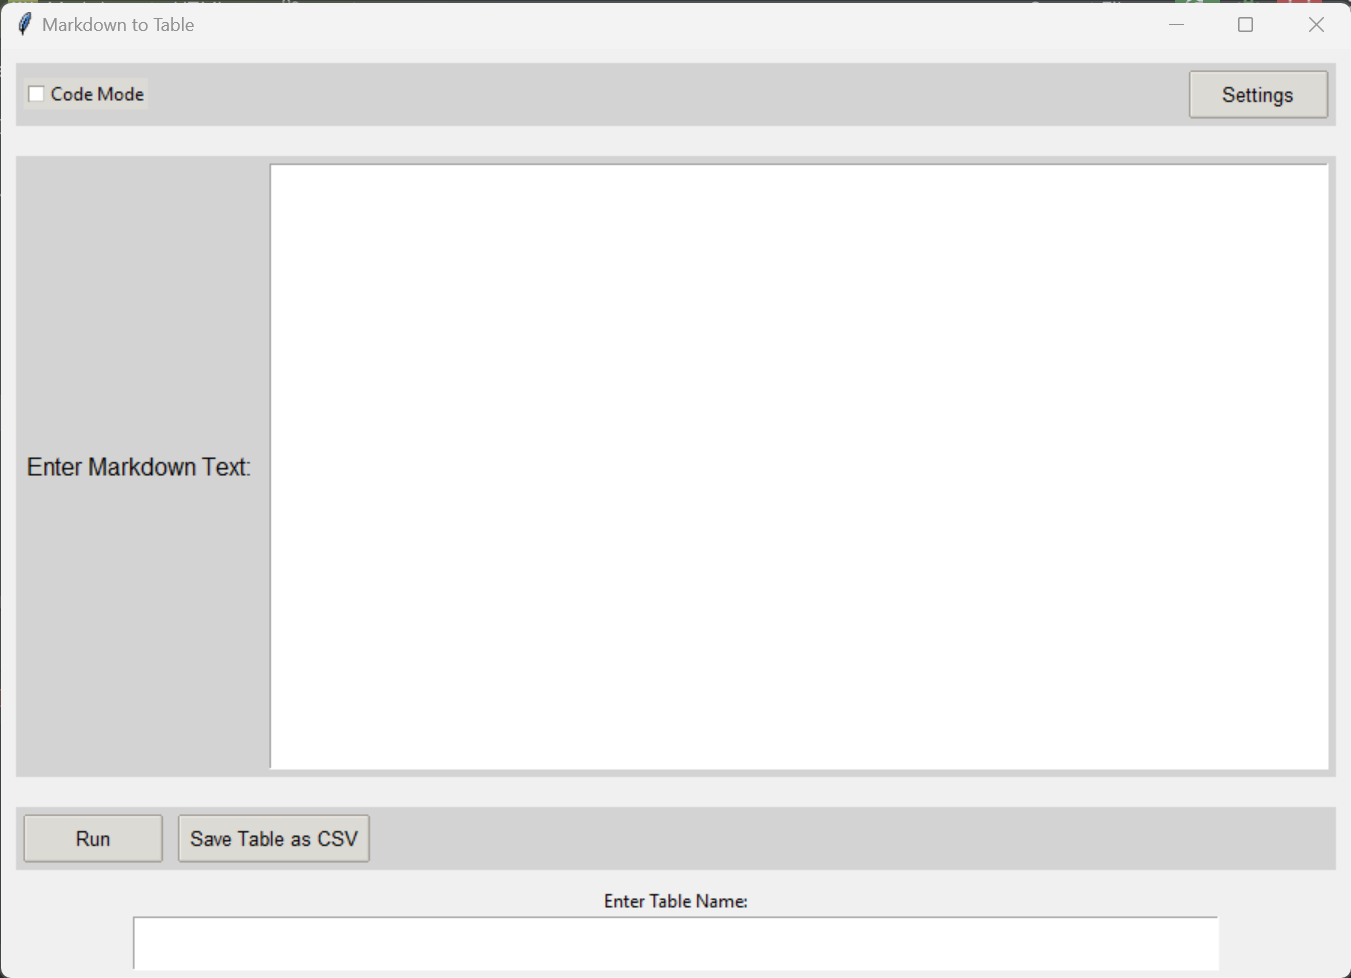 Markdown to Table
Code Mode
Settings
Enter Markdown Text:
Run
Save Table as CSV
Enter Table Name: